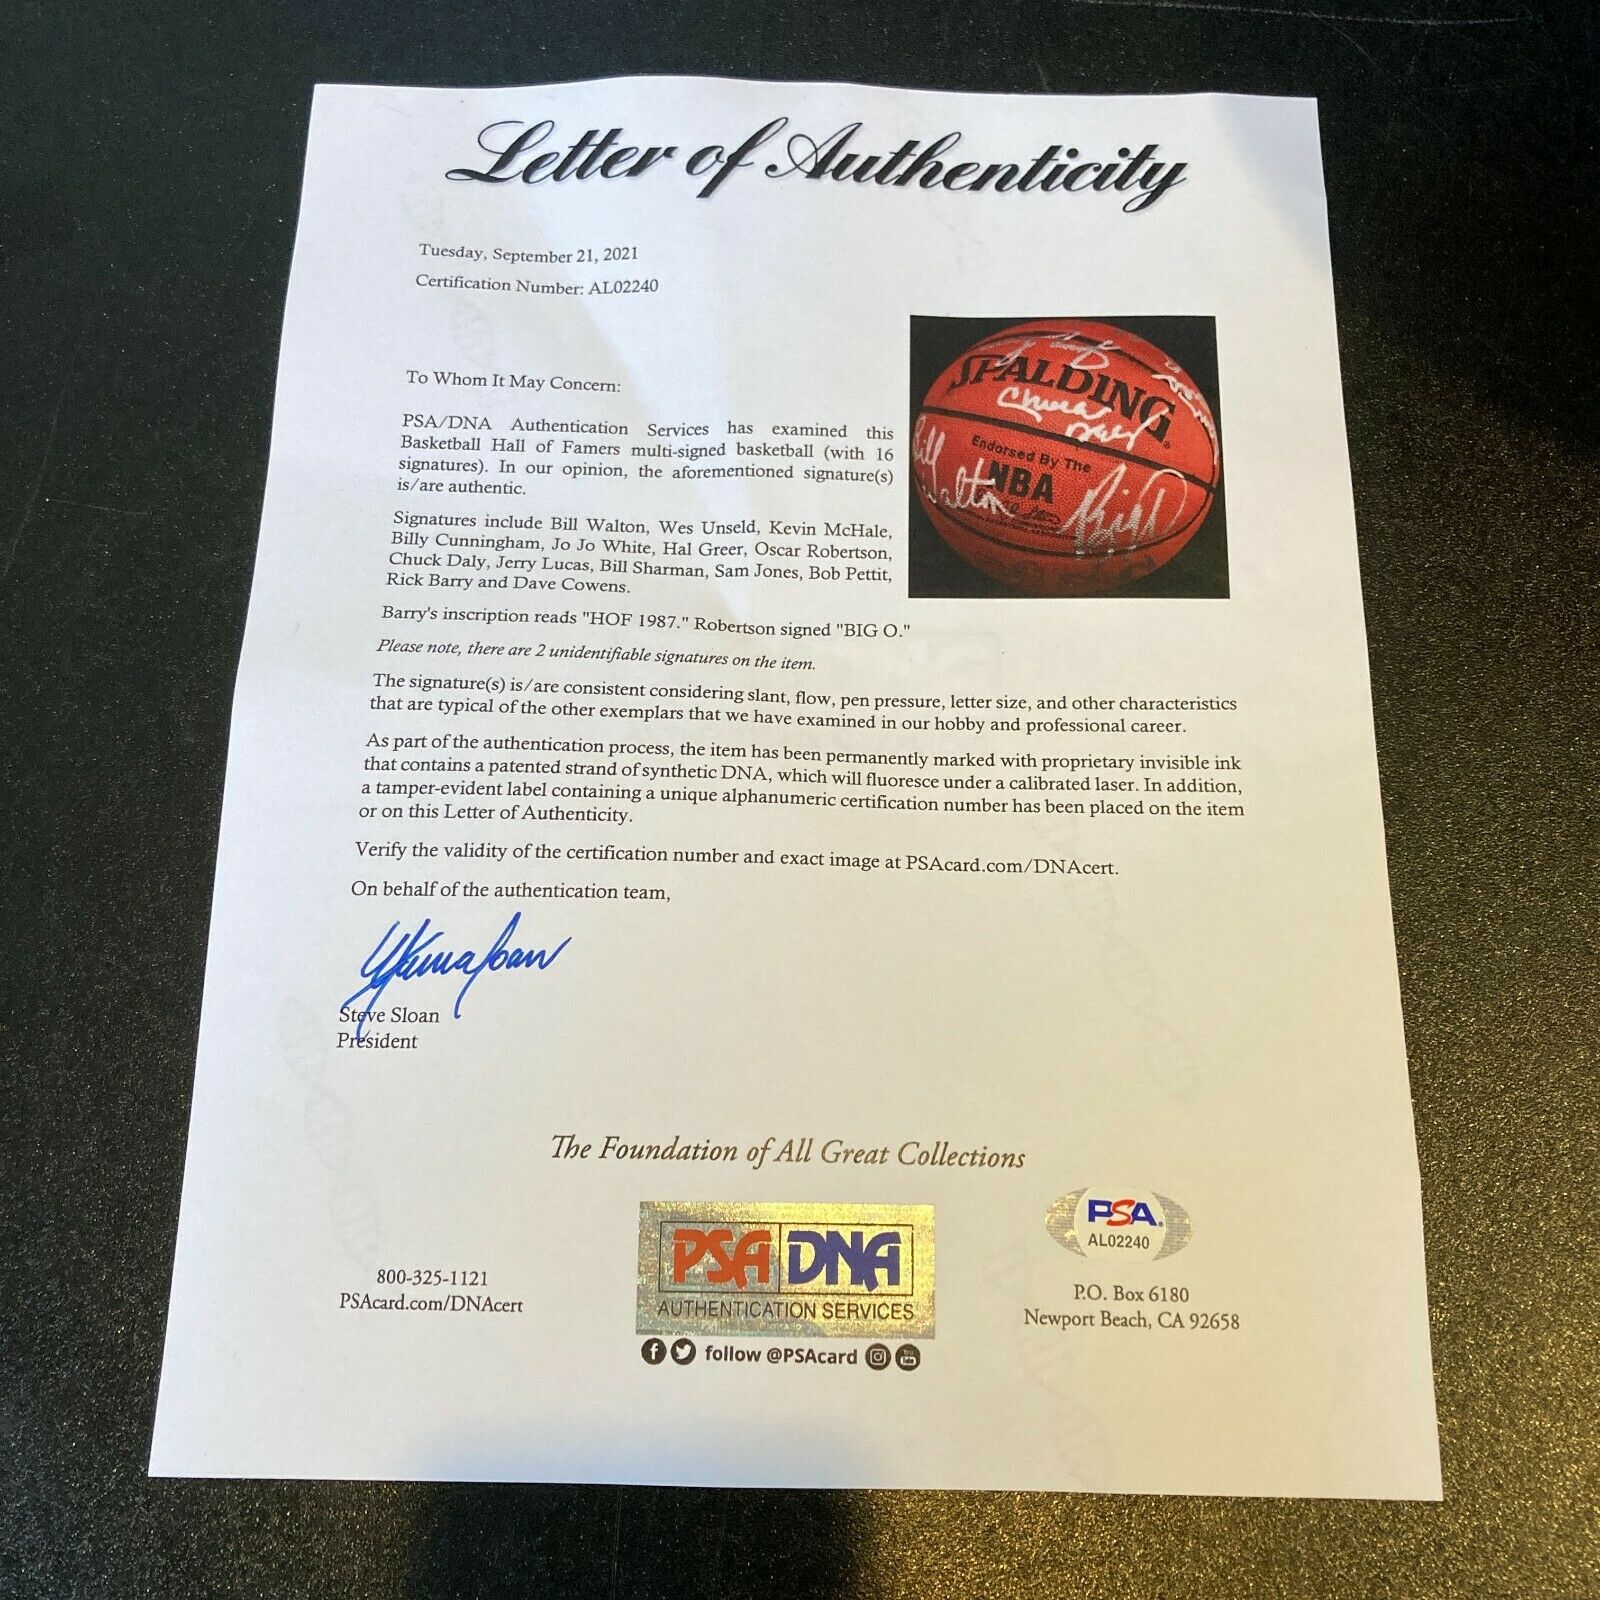 Letter of Authenticity
Tuesday, September 21, 2021
Certification Number: AL02240
To Whom It May Concern:
PSA/DNA Authentication Services has examined this
Basketball Hall of Famers multi-signed basketball (with 16
signatures). In our opinion, the aforementioned signature(s)
is/are authentic.
Signatures include Bill Walton, Wes Unseld, Kevin McHale,
Billy Cunningham, Jo Jo White, Hal Greer, Oscar Robertson,
Chuck Daly, Jerry Lucas, Bill Sharman, Sam Jones, Bob Pettit,
Rick Barry and Dave Cowens.
SPALDING®
Chuck
Daly
Endorsed By The
NBA
Bill
Walton
Big O
Barry's inscription reads "HOF 1987." Robertson signed "BIG O."
Please note, there are 2 unidentifiable signatures on the item.
The signature(s) is/are consistent considering slant, flow, pen pressure, letter size, and other characteristics
that are typical of the other exemplars that we have examined in our hobby and professional career.
As part of the authentication process, the item has been permanently marked with proprietary invisible ink
that contains a patented strand of synthetic DNA, which will fluoresce under a calibrated laser. In addition,
a tamper-evident label containing a unique alphanumeric certification number has been placed on the item
or on this Letter of Authenticity.
Verify the validity of the certification number and exact image at PSAcard.com/DNAcert.
On behalf of the authentication team,
Steve Sloan
President
The Foundation of All Great Collections
800-325-1121
PSAcard.com/DNAcert
PSA DNA
AUTHENTICATION SERVICES
follow @PSAcard
PSA®
AL02240
P.O. Box 6180
Newport Beach, CA 92658